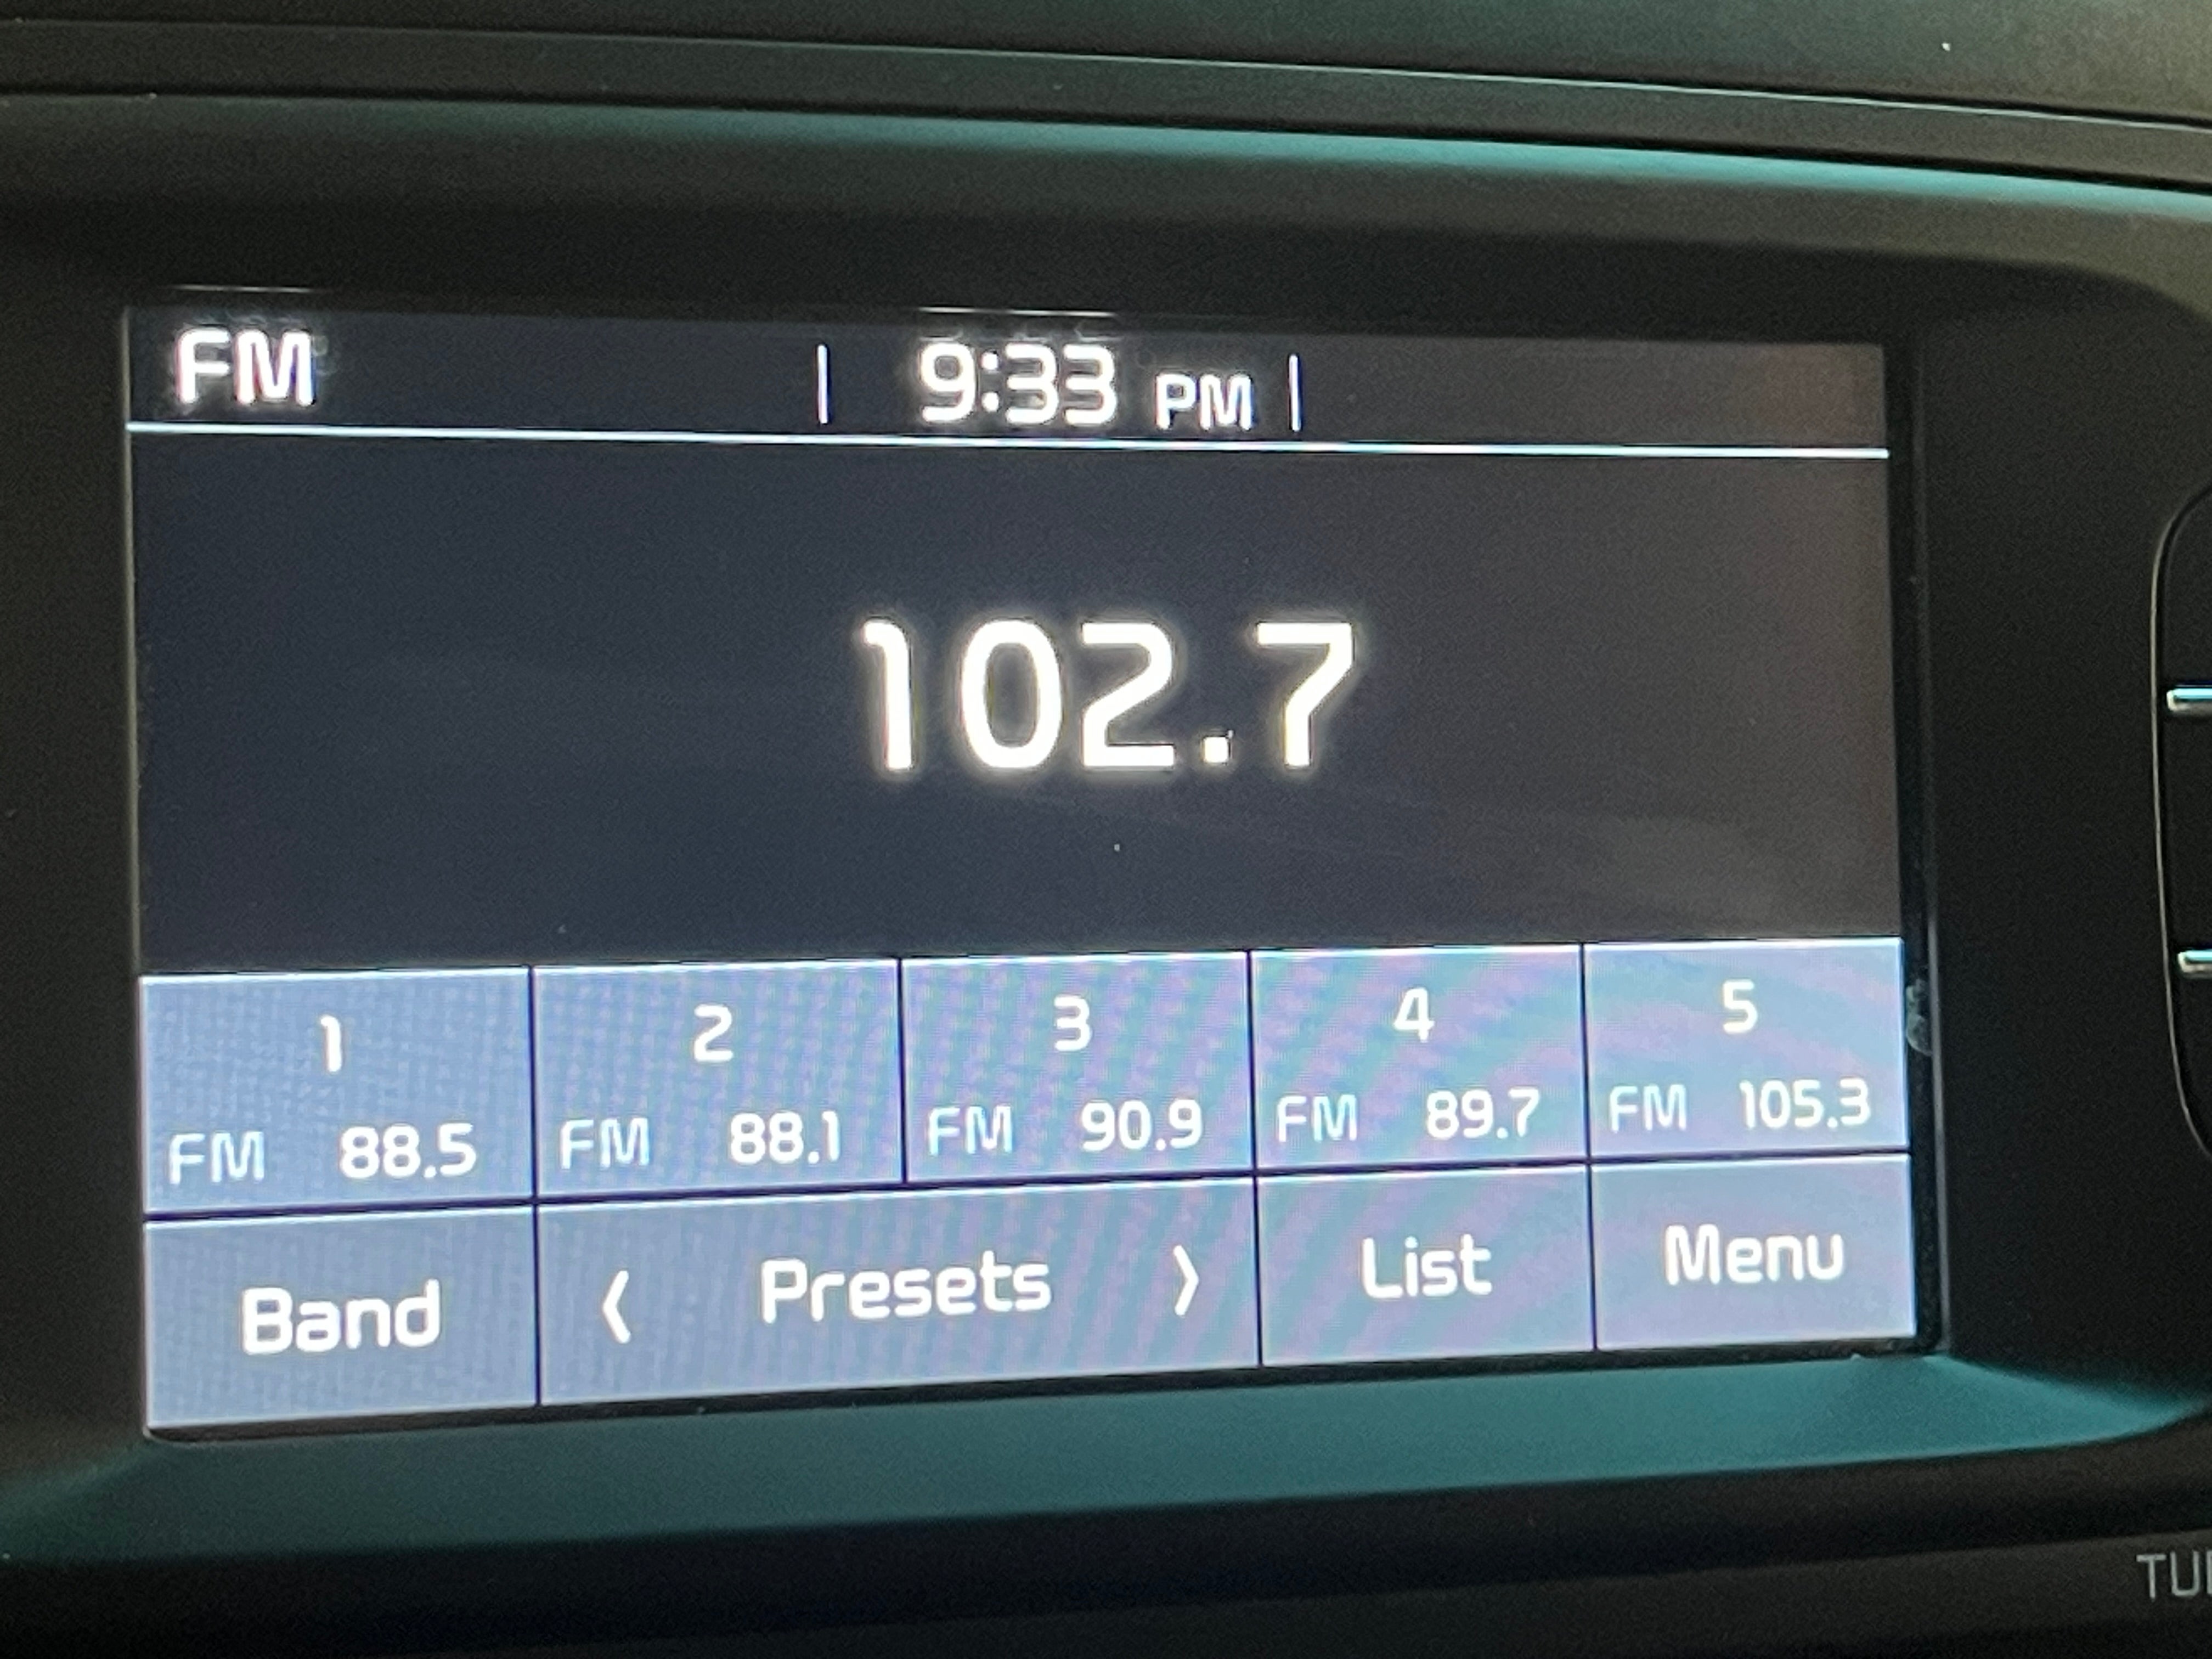 FM | 9:33 PM |
102.7
1 2 3 4 5
FM 88.5 FM 88.1 FM 90.9 FM 89.7 FM 105.3
Band ⟨ Presets ⟩ List Menu